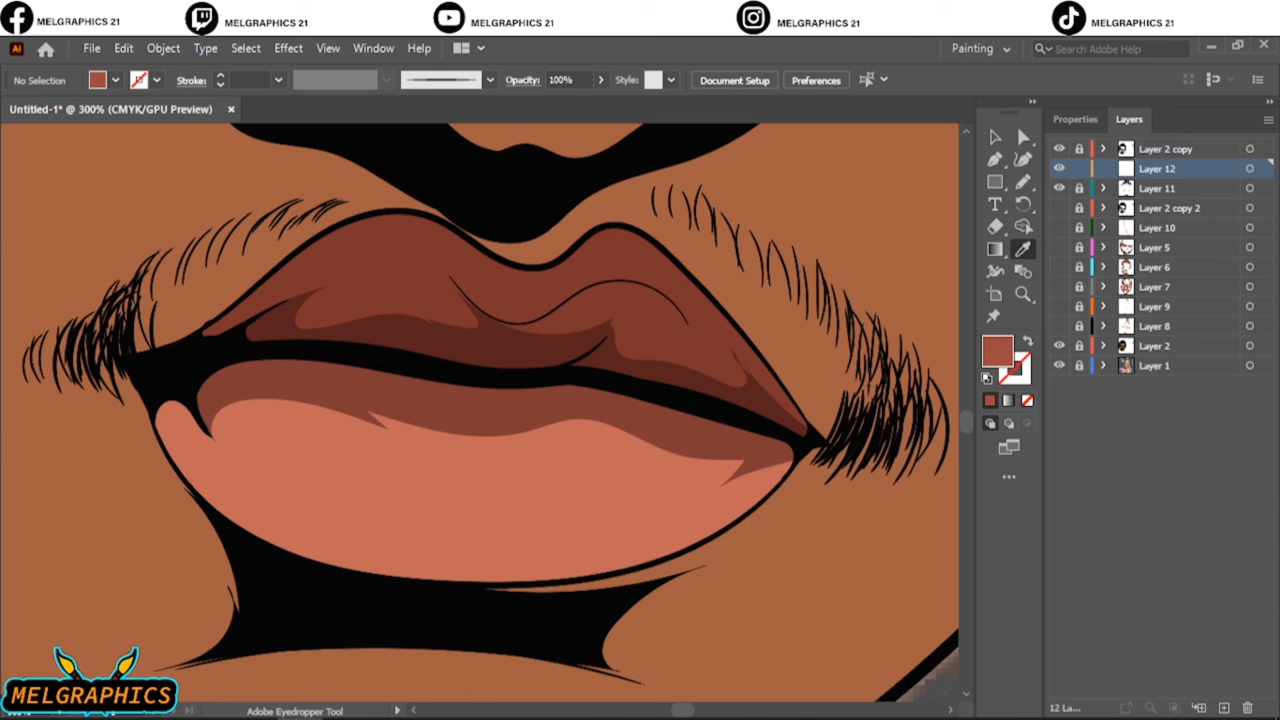 MELGRAPHICS 21 MELGRAPHICS 21 MELGRAPHICS 21 MELGRAPHICS 21 MELGRAPHICS 21
Ai File Edit Object Type Select Effect View Window Help Painting Search Adobe Help
No Selection Stroke: Opacity: 100% Style: Document Setup Preferences
Untitled-1* @ 300% (CMYK/GPU Preview) Properties Layers
Layer 2 copy
Layer 12
Layer 11
Layer 2 copy 2
Layer 10
Layer 5
Layer 6
Layer 7
Layer 9
Layer 8
Layer 2
Layer 1
MELGRAPHICS
Adobe Eyedropper Tool
12 La...